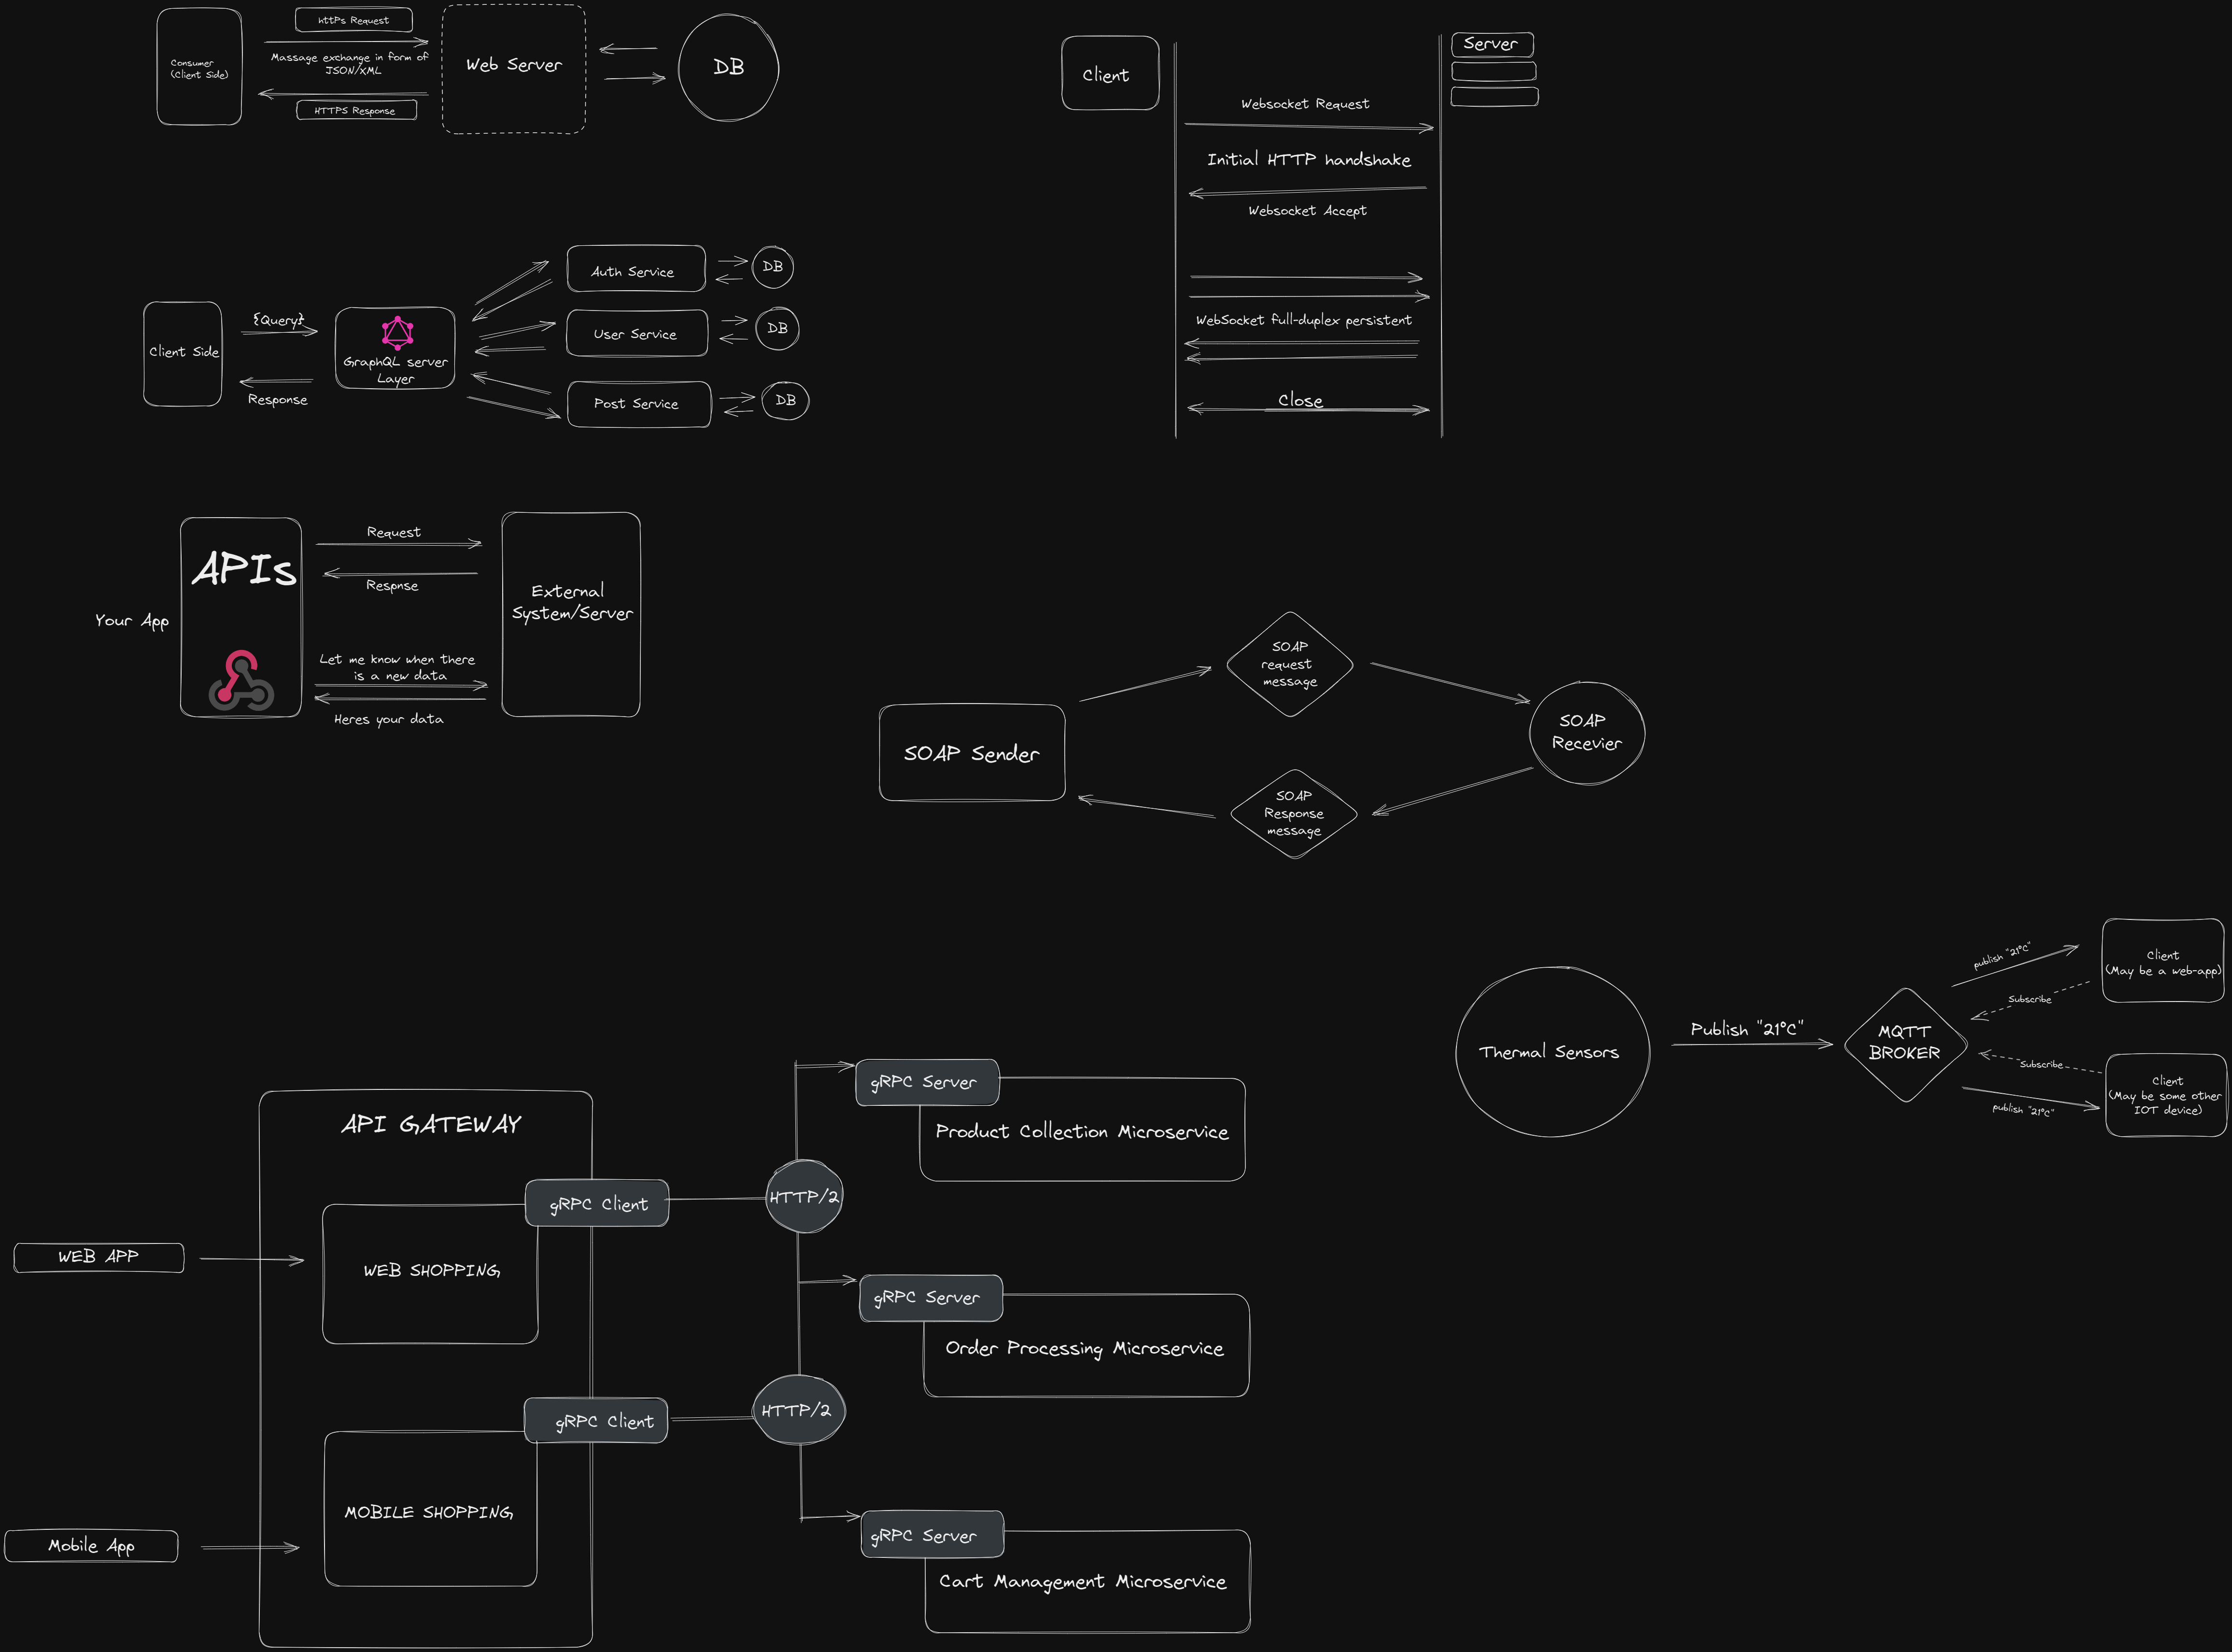 Consumer
(Client Side)
HttPs Request
Massage exchange in form of
JSON/XML
HTTPS Response
Web Server
DB
Client
Server
Websocket Request
Initial HTTP handshake
Websocket Accept
WebSocket full-duplex persistent
Close
Client Side
{Query}
Response
GraphQL server
Layer
Auth Service
DB
User Service
DB
Post Service
DB
Your App
APIs
Request
Respnse
Let me know when there
is a new data
Heres your data
External
System/Server
SOAP Sender
SOAP
request
message
SOAP
Recevier
SOAP
Response
message
Thermal Sensors
Publish "21°C"
MQTT
BROKER
publish "21°C"
Subscribe
Client
(May be a web-app)
Subscribe
publish "21°C"
Client
(May be some other
IOT device)
WEB APP
Mobile App
API GATEWAY
gRPC Client
WEB SHOPPING
gRPC Client
MOBILE SHOPPING
HTTP/2
HTTP/2
gRPC Server
Product Collection Microservice
gRPC Server
Order Processing Microservice
gRPC Server
Cart Management Microservice